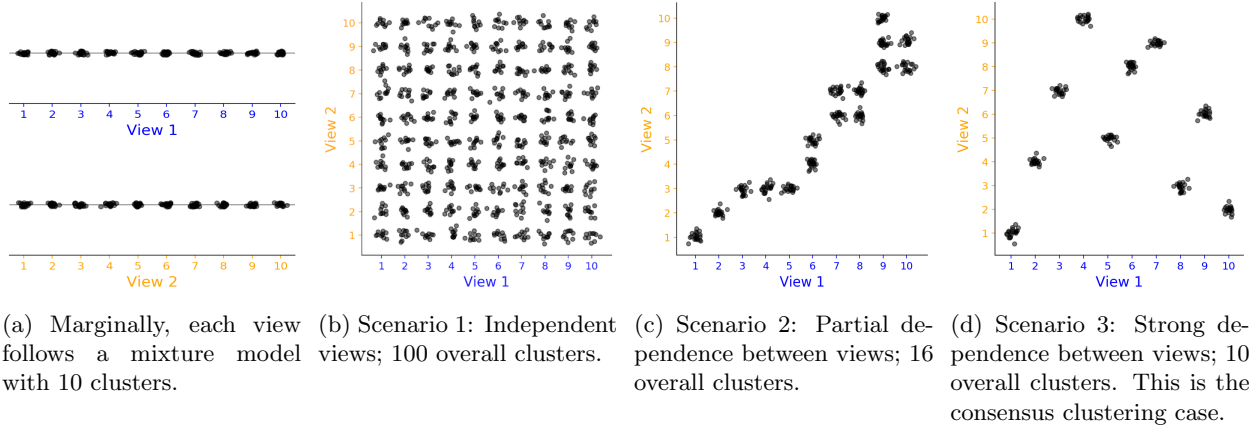 1 2 3 4 5 6 7 8 9 10
View 1
1 2 3 4 5 6 7 8 9 10
View 2
10
9
8
7
6
5
4
3
2
1
View 2
1 2 3 4 5 6 7 8 9 10
View 1
10
9
8
7
6
5
4
3
2
1
View 2
1 2 3 4 5 6 7 8 9 10
View 1
10
9
8
7
6
5
4
3
2
1
View 2
1 2 3 4 5 6 7 8 9 10
View 1
(a) Marginally, each view
follows a mixture model
with 10 clusters.
(b) Scenario 1: Independent
views; 100 overall clusters.
(c) Scenario 2: Partial de-
pendence between views; 16
overall clusters.
(d) Scenario 3: Strong de-
pendence between views; 10
overall clusters. This is the
consensus clustering case.